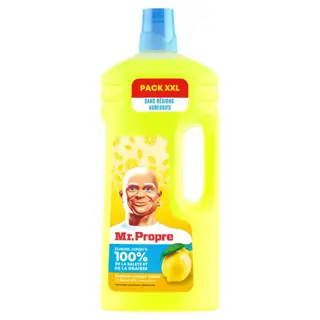 PACK XXL
SANS RÉSIDUS
AGRESSIFS
Mr.Propre
ÉLIMINE JUSQU'À
100%
DE LA SALETÉ ET
DE LA GRAISSE